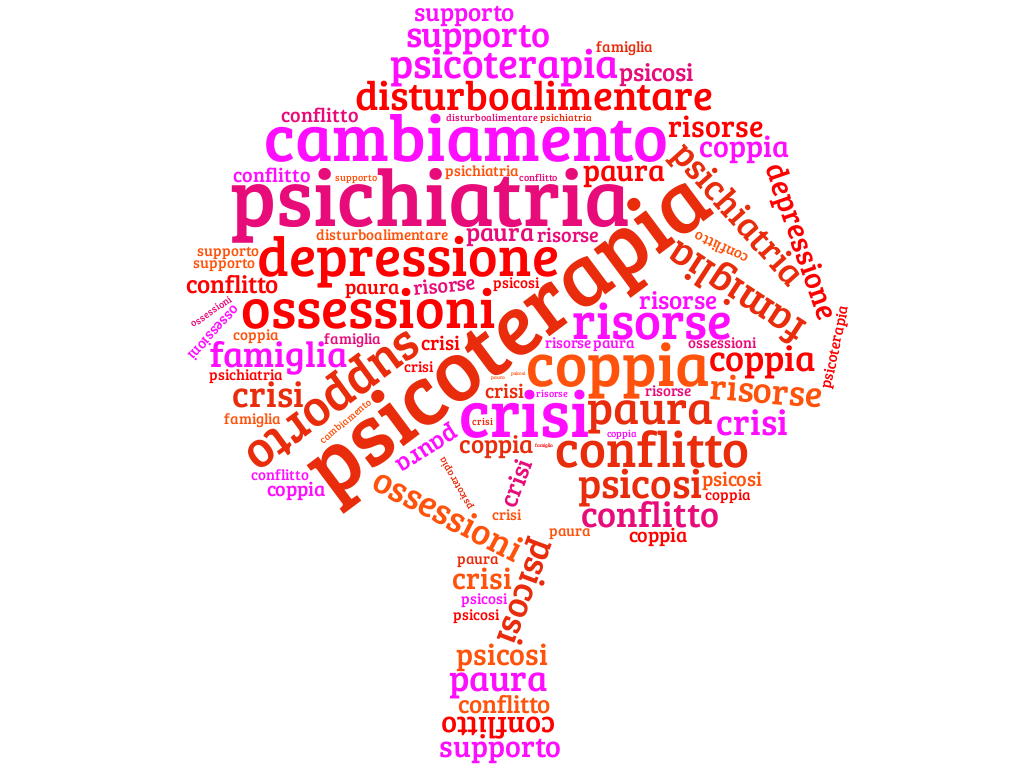 supporto
supporto
famiglia
psicoterapia
psicosi
disturboalimentare
conflitto
disturboalimentare
psichiatria
cambiamento
risorse
coppia
conflitto
supporto
psichiatria
conflitto
paura
psichiatria
depressione
psichiatria
psicoterapia
disturboalimentare
paura
risorse
conflitto
famiglia
supporto
supporto
depressione
conflitto
paura
risorse
psicosi
ossessioni
ossessioni
ossessioni
risorse
risorse
psicoterapia
coppia
famiglia
famiglia
crisi
risorse
paura
ossessioni
supporto
psichiatria
crisi
paura
psicosi
coppia
coppia
crisi
crisi
risorse
risorse
risorse
famiglia
cambiamento
crisi
crisi
paura
crisi
paura
coppia
famiglia
coppia
conflitto
conflitto
coppia
psicoterapia
crisi
psicosi
psicosi
coppia
ossessioni
crisi
conflitto
paura
coppia
paura
crisi
psicosi
psicosi
psicosi
psicosi
paura
conflitto
conflitto
supporto